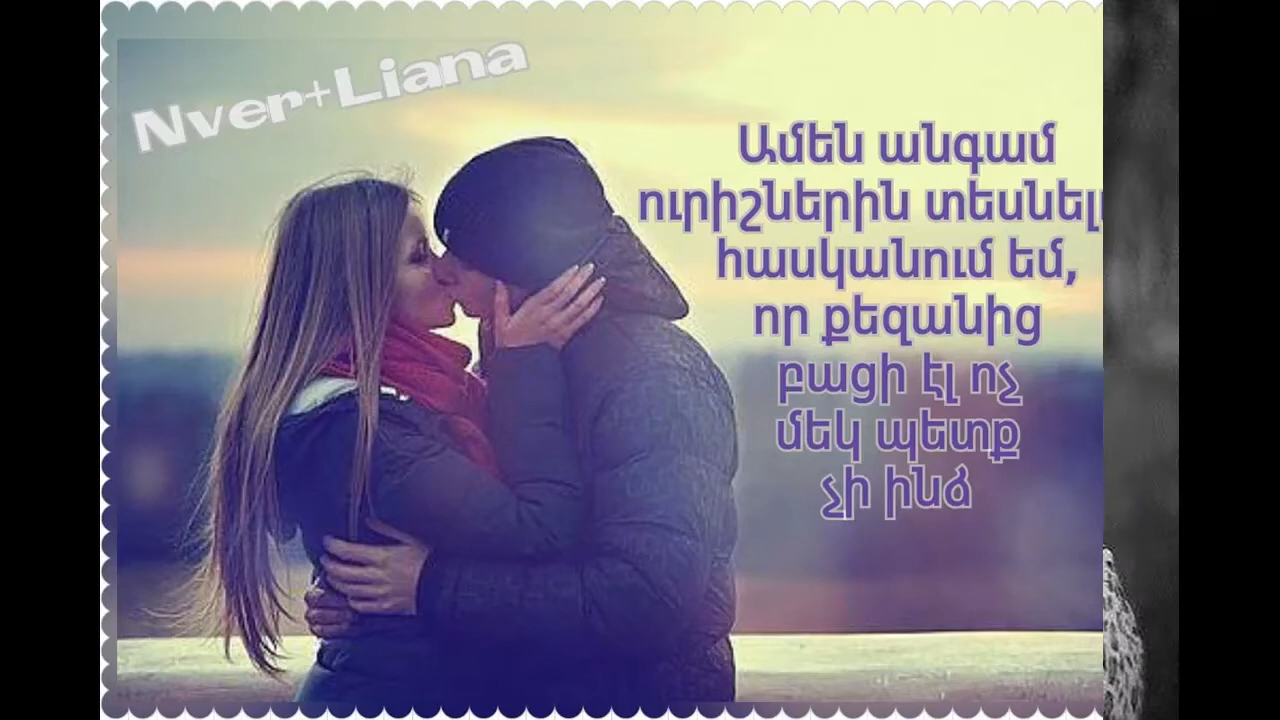 Nver+Liana
Ամեն անգամ
ուրիշներին տեսնել
հասկանում եմ,
որ քեզանից
բացի էլ ոչ
մեկ պետք
չի ինձ